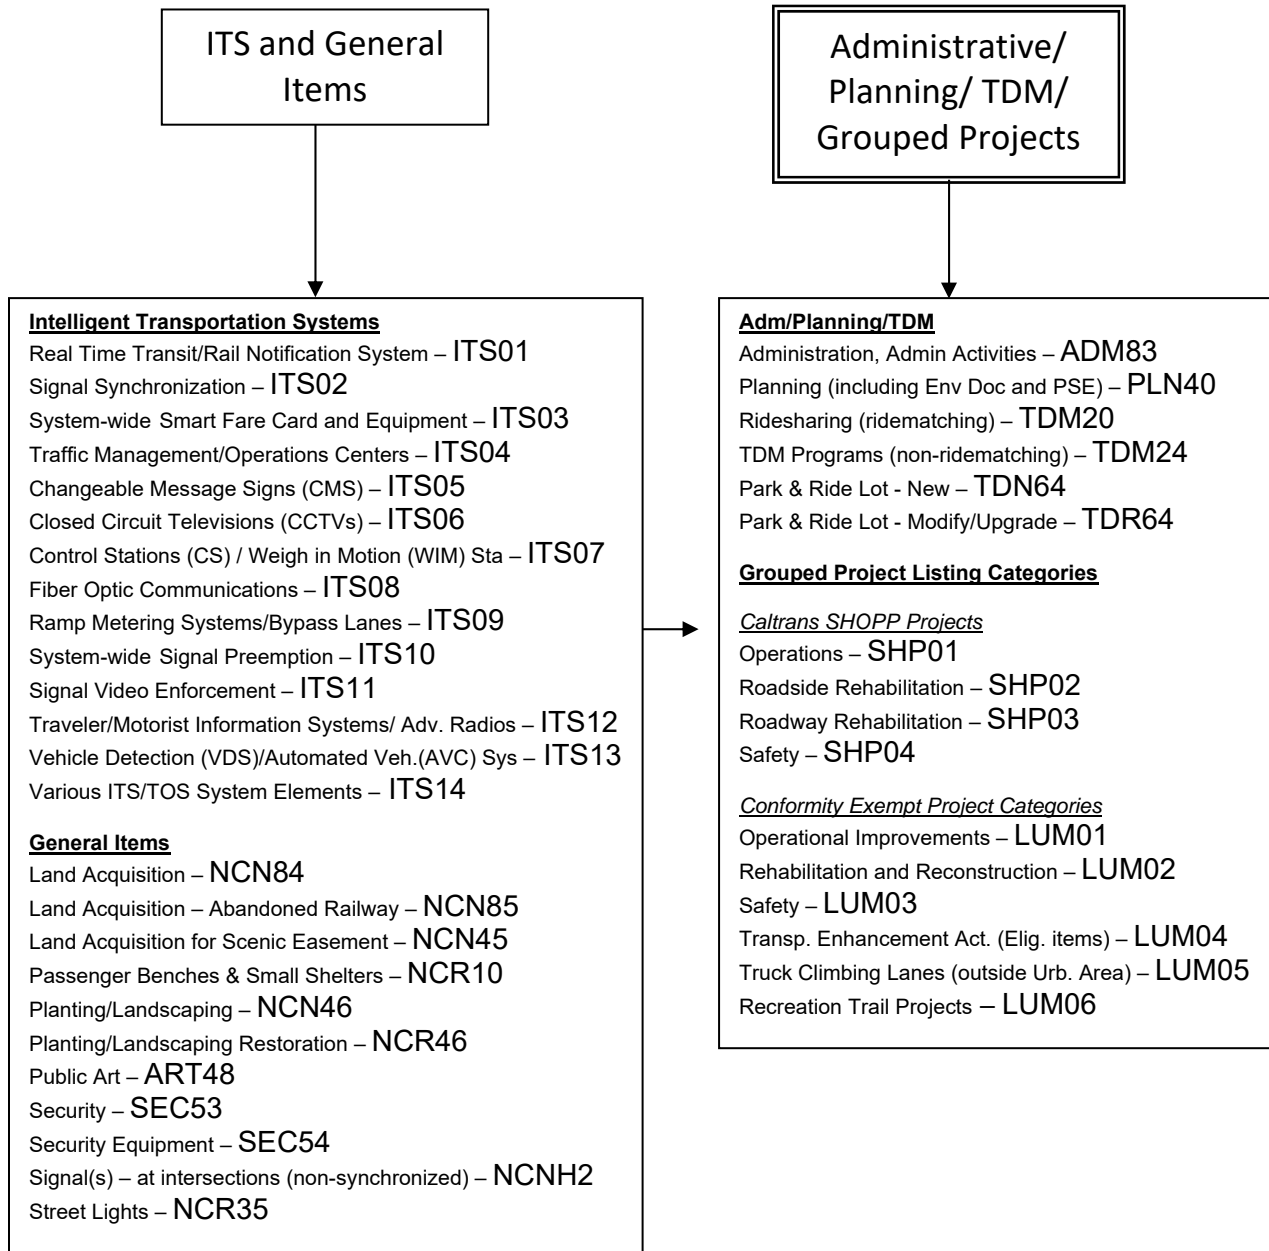 ITS and General
Items
Administrative/
Planning/ TDM/
Grouped Projects
Intelligent Transportation Systems
Real Time Transit/Rail Notification System – ITS01
Signal Synchronization – ITS02
System-wide Smart Fare Card and Equipment – ITS03
Traffic Management/Operations Centers – ITS04
Changeable Message Signs (CMS) – ITS05
Closed Circuit Televisions (CCTVs) – ITS06
Control Stations (CS) / Weigh in Motion (WIM) Sta – ITS07
Fiber Optic Communications – ITS08
Ramp Metering Systems/Bypass Lanes – ITS09
System-wide Signal Preemption – ITS10
Signal Video Enforcement – ITS11
Traveler/Motorist Information Systems/ Adv. Radios – ITS12
Vehicle Detection (VDS)/Automated Veh.(AVC) Sys – ITS13
Various ITS/TOS System Elements – ITS14
General Items
Land Acquisition – NCN84
Land Acquisition – Abandoned Railway – NCN85
Land Acquisition for Scenic Easement – NCN45
Passenger Benches & Small Shelters – NCR10
Planting/Landscaping – NCN46
Planting/Landscaping Restoration – NCR46
Public Art – ART48
Security – SEC53
Security Equipment – SEC54
Signal(s) – at intersections (non-synchronized) – NCNH2
Street Lights – NCR35
Adm/Planning/TDM
Administration, Admin Activities – ADM83
Planning (including Env Doc and PSE) – PLN40
Ridesharing (ridematching) – TDM20
TDM Programs (non-ridematching) – TDM24
Park & Ride Lot - New – TDN64
Park & Ride Lot - Modify/Upgrade – TDR64
Grouped Project Listing Categories
Caltrans SHOPP Projects
Operations – SHP01
Roadside Rehabilitation – SHP02
Roadway Rehabilitation – SHP03
Safety – SHP04
Conformity Exempt Project Categories
Operational Improvements – LUM01
Rehabilitation and Reconstruction – LUM02
Safety – LUM03
Transp. Enhancement Act. (Elig. items) – LUM04
Truck Climbing Lanes (outside Urb. Area) – LUM05
Recreation Trail Projects – LUM06